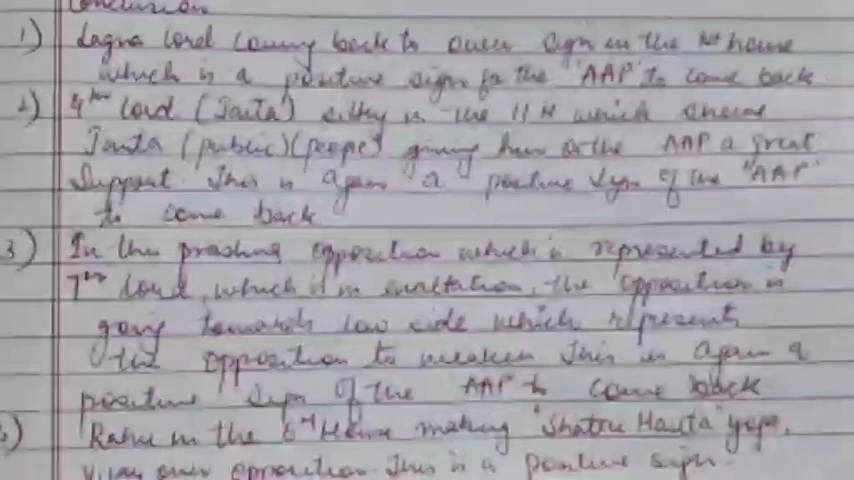 Conclusion
1) Lagna lord coming back to own sign in the 1st house
which is a positive sign for the "AAP" to come back
2) 4th lord (Janta) sitting in the 11 H which shows
Janta (public) (people) giving him or the AAP a great
Support. This is again a positive sign of the "AAP"
to come back
3) In the prashna opposition which is represented by
7th lord, which is in exaltation, the opposition is
going towards low side which represents
the opposition to weaken This is again a
positive sign of the AAP to come back
Rahu in the 6th House making "Shatru Hanta" yoga.
Vijay over opposition. This is a positive sign.